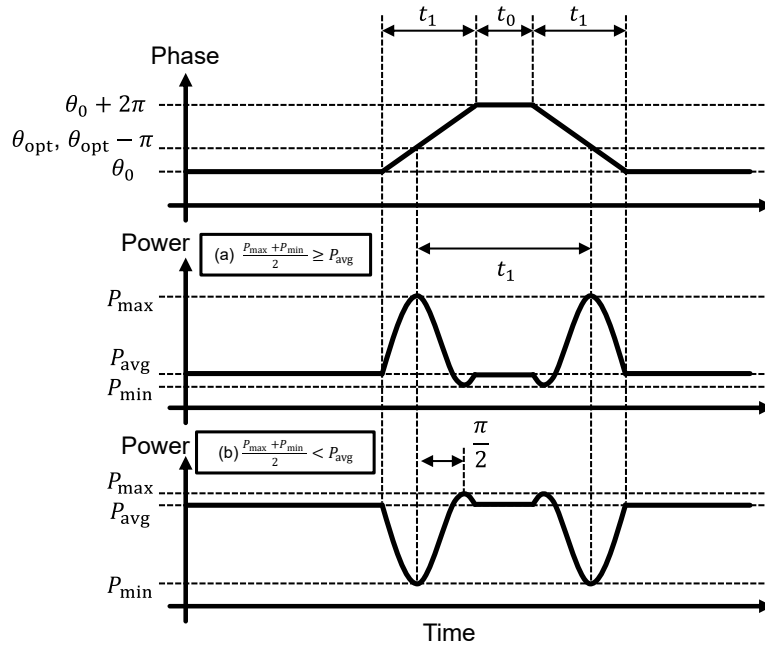 t₁ t₀ t₁
Phase
θ₀ + 2π
θₒₚₜ, θₒₚₜ − π
θ₀
Power
(a) (Pₘₐₓ + Pₘᵢₙ)/2 ≥ Pₐᵥg
t₁
Pₘₐₓ
Pₐᵥg
Pₘᵢₙ
Power
(b) (Pₘₐₓ + Pₘᵢₙ)/2 < Pₐᵥg
π/2
Pₘₐₓ
Pₐᵥg
Pₘᵢₙ
Time